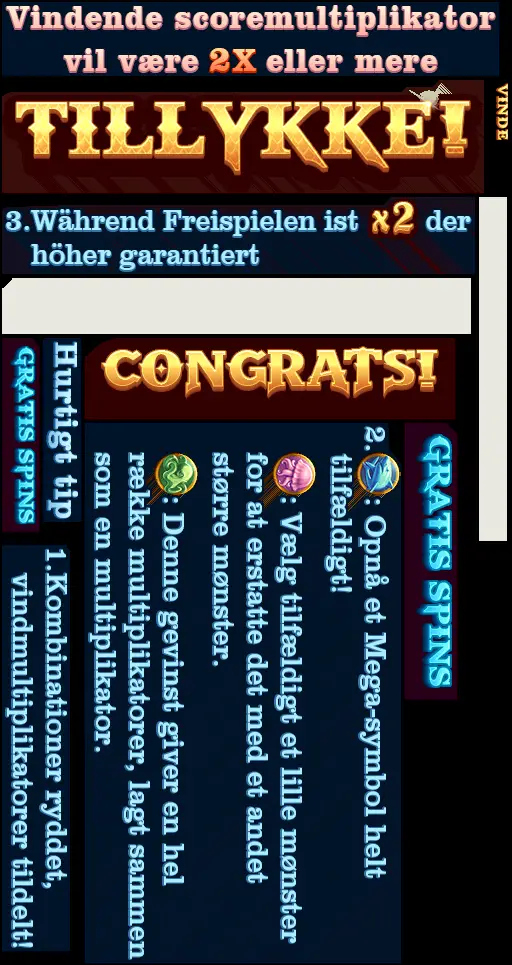 Vindende scoremultiplikator
vil være 2X eller mere
TILLYKKE!
VINDE
3.Während Freispielen ist x2 der
höher garantiert
CONGRATS!
GRATIS SPINS
Hurtigt tip
GRATIS SPINS
2. : Opnå et Mega-symbol helt
tilfældigt!
: Vælg tilfældigt et lille mønster
for at erstatte det med et andet
større mønster.
: Denne gevinst giver en hel
række multiplikatorer, lagt sammen
som en multiplikator.
1.Kombinationer ryddet,
vindmultiplikatorer tildelt!